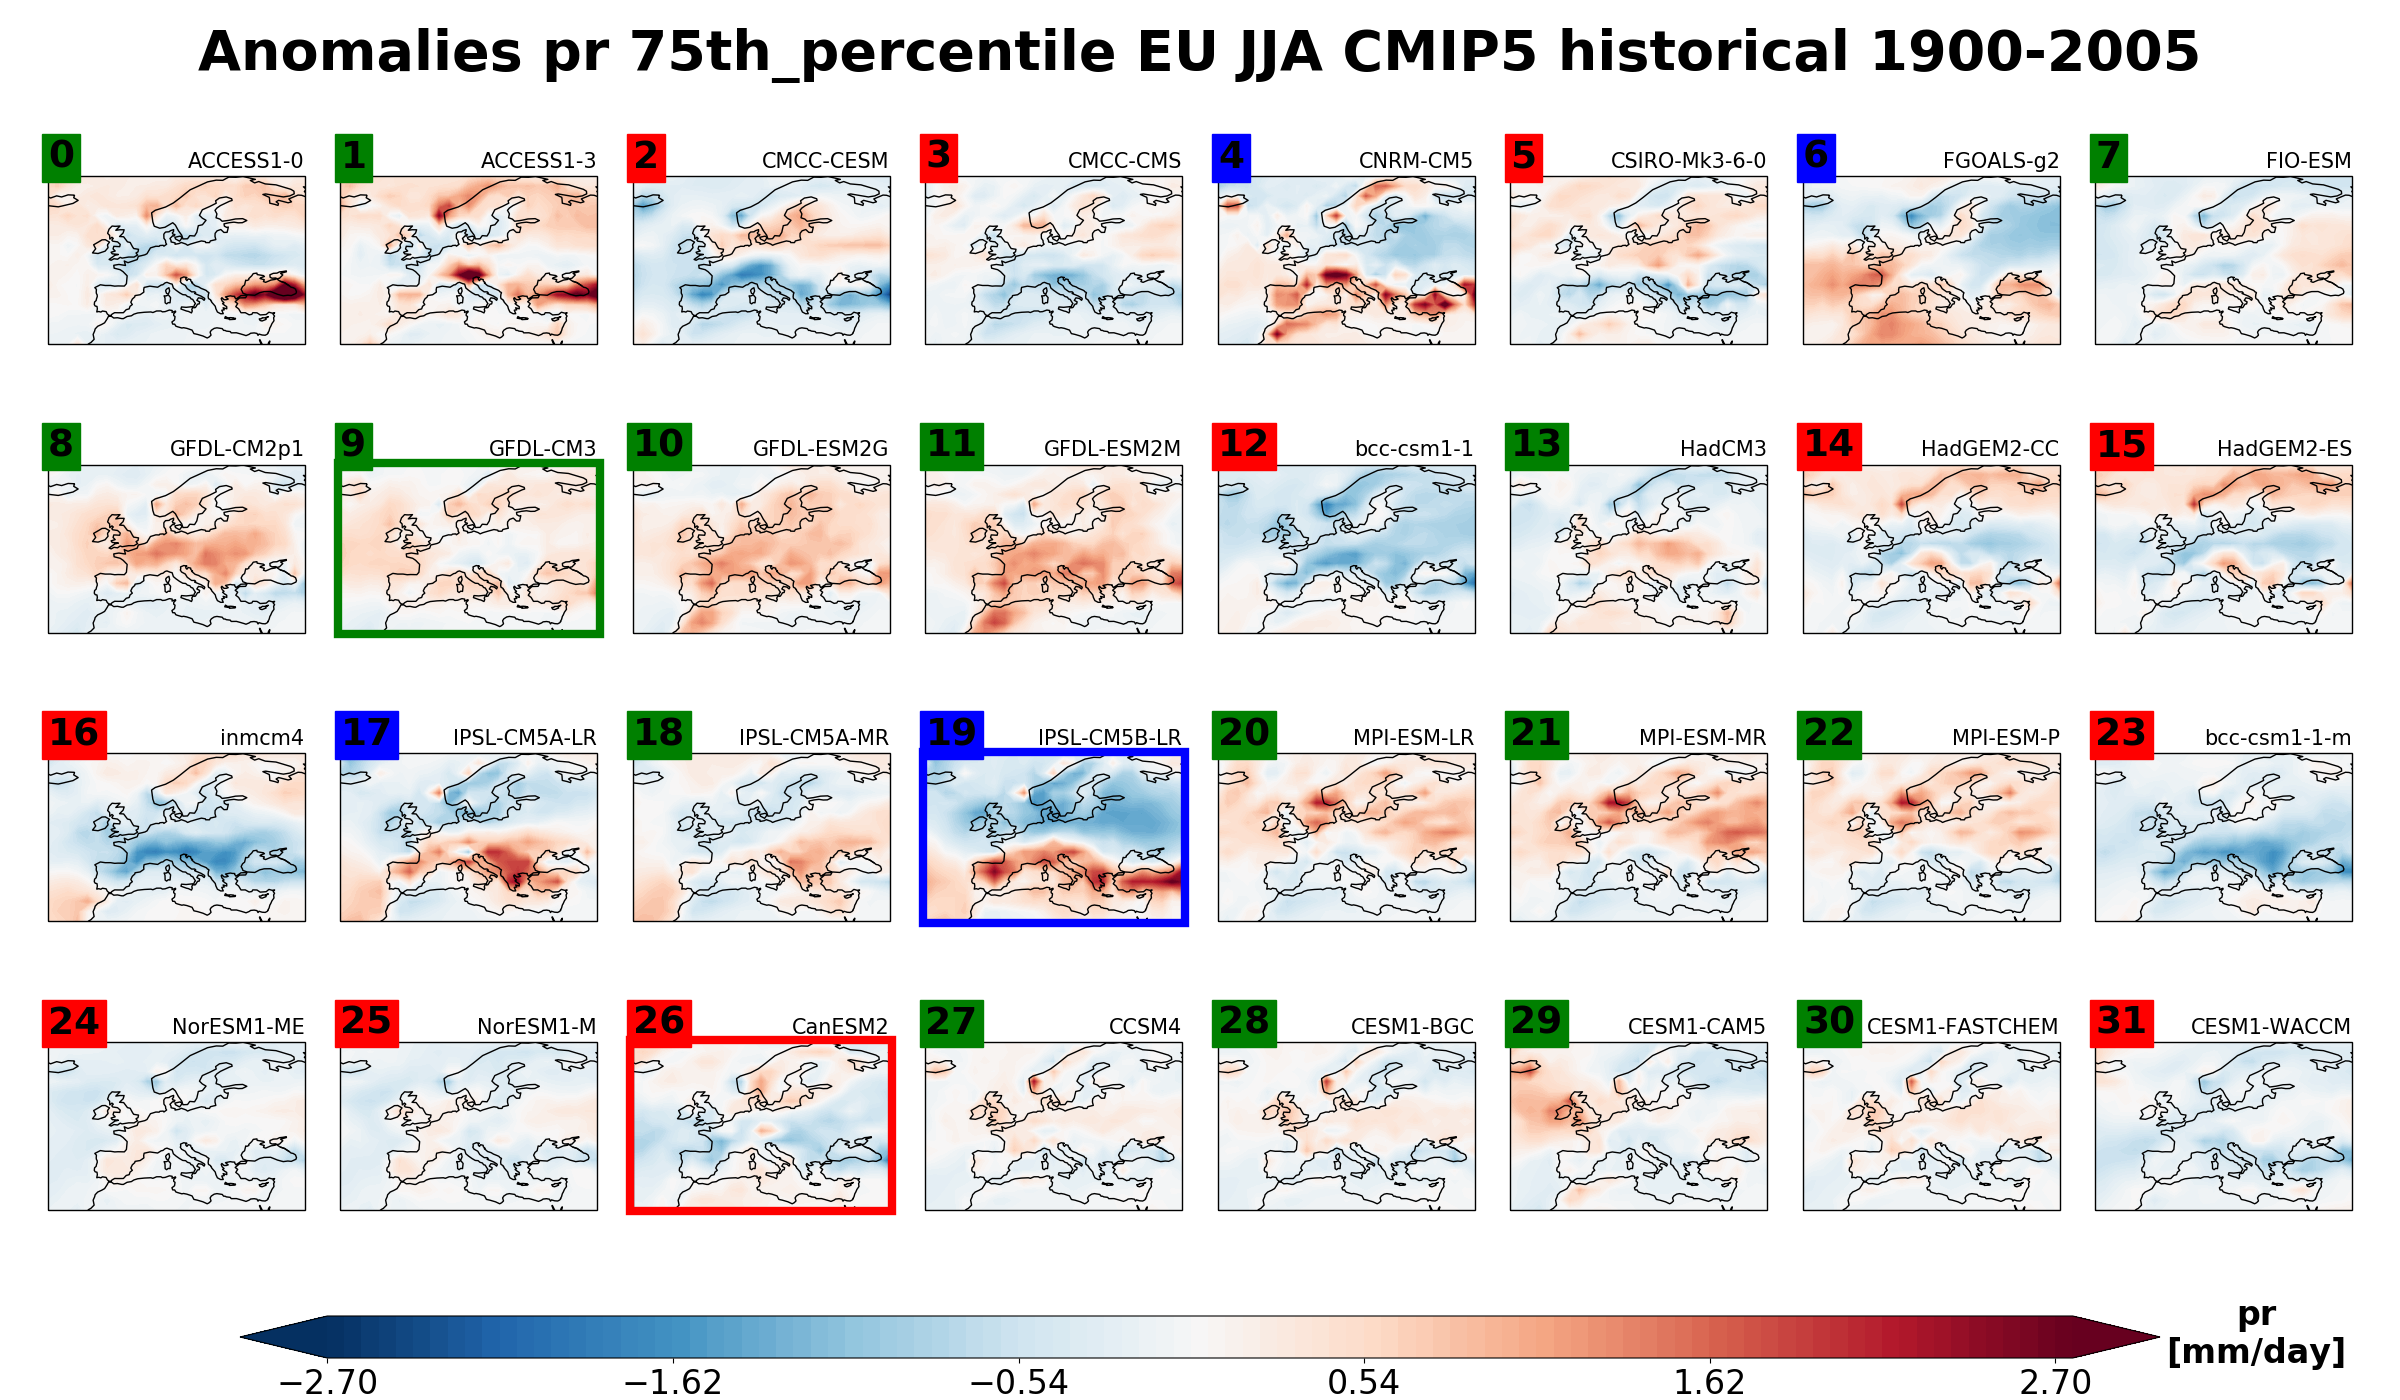 Anomalies pr 75th_percentile EU JJA CMIP5 historical 1900-2005
0 ACCESS1-0
1 ACCESS1-3
2 CMCC-CESM
3 CMCC-CMS
4 CNRM-CM5
5 CSIRO-Mk3-6-0
6 FGOALS-g2
7 FIO-ESM
8 GFDL-CM2p1
9 GFDL-CM3
10 GFDL-ESM2G
11 GFDL-ESM2M
12 bcc-csm1-1
13 HadCM3
14 HadGEM2-CC
15 HadGEM2-ES
16 inmcm4
17 IPSL-CM5A-LR
18 IPSL-CM5A-MR
19 IPSL-CM5B-LR
20 MPI-ESM-LR
21 MPI-ESM-MR
22 MPI-ESM-P
23 bcc-csm1-1-m
24 NorESM1-ME
25 NorESM1-M
26 CanESM2
27 CCSM4
28 CESM1-BGC
29 CESM1-CAM5
30 CESM1-FASTCHEM
31 CESM1-WACCM
pr
[mm/day]
−2.70 −1.62 −0.54 0.54 1.62 2.70